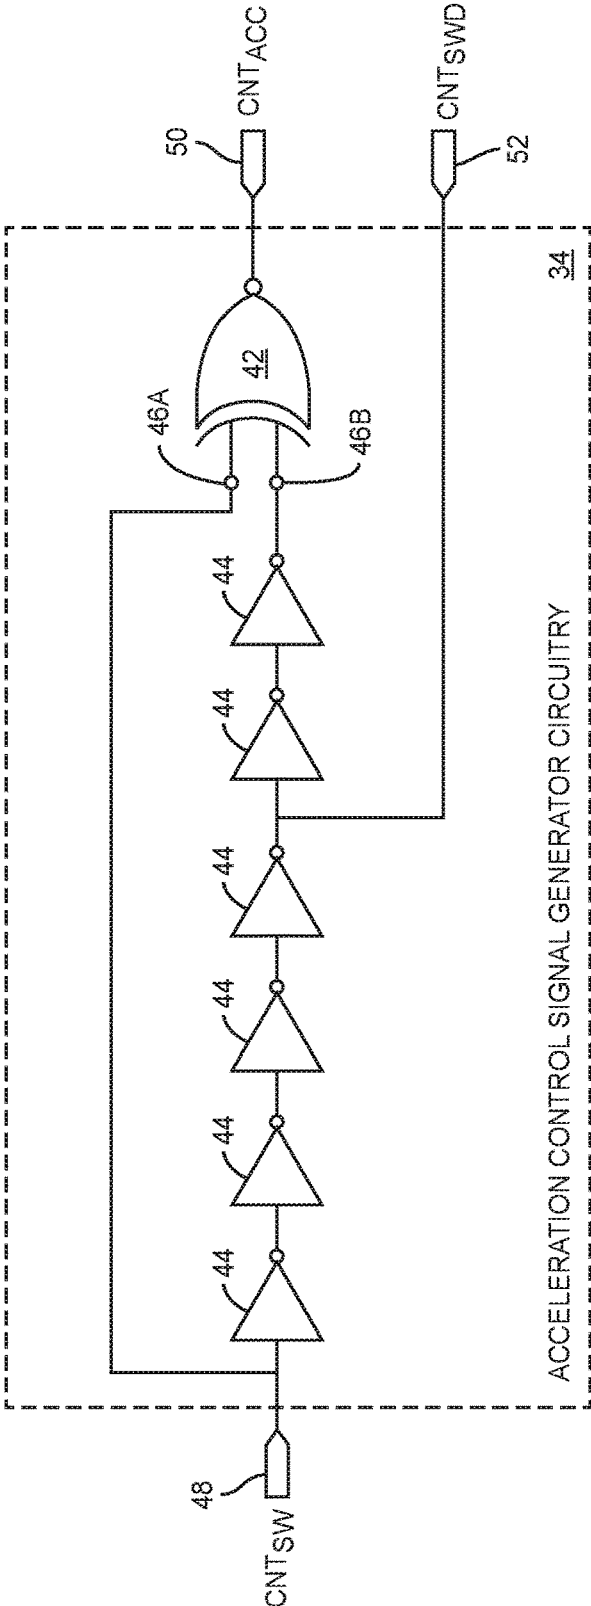 CNTSW
48
44
44
44
44
44
44
46A
46B
42
50
CNTACC
52
CNTSWD
34
ACCELERATION CONTROL SIGNAL GENERATOR CIRCUITRY